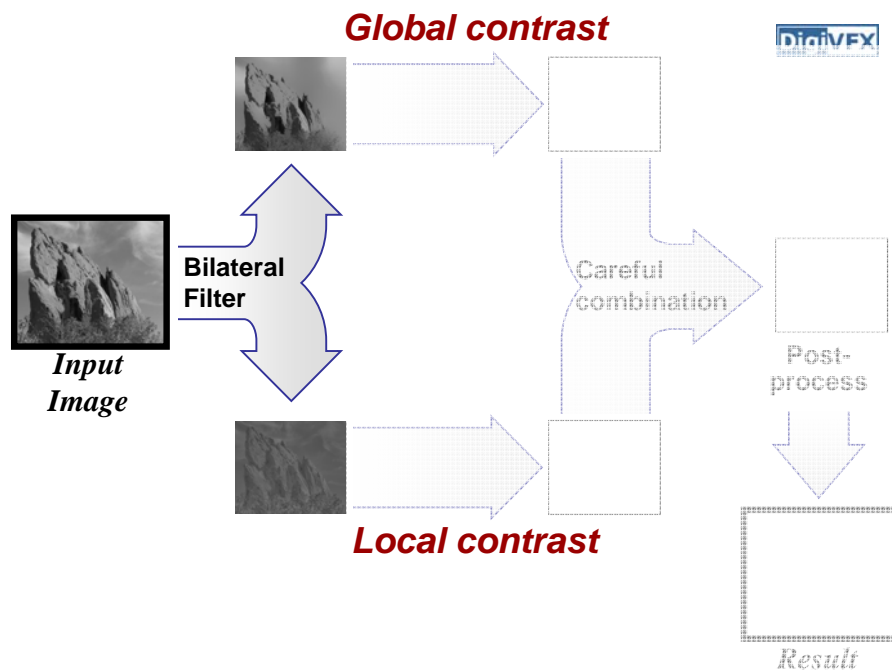 Global contrast
DigiVFX
Bilateral
Filter
Input
Image
Careful
combination
Post-
process
Local contrast
Result